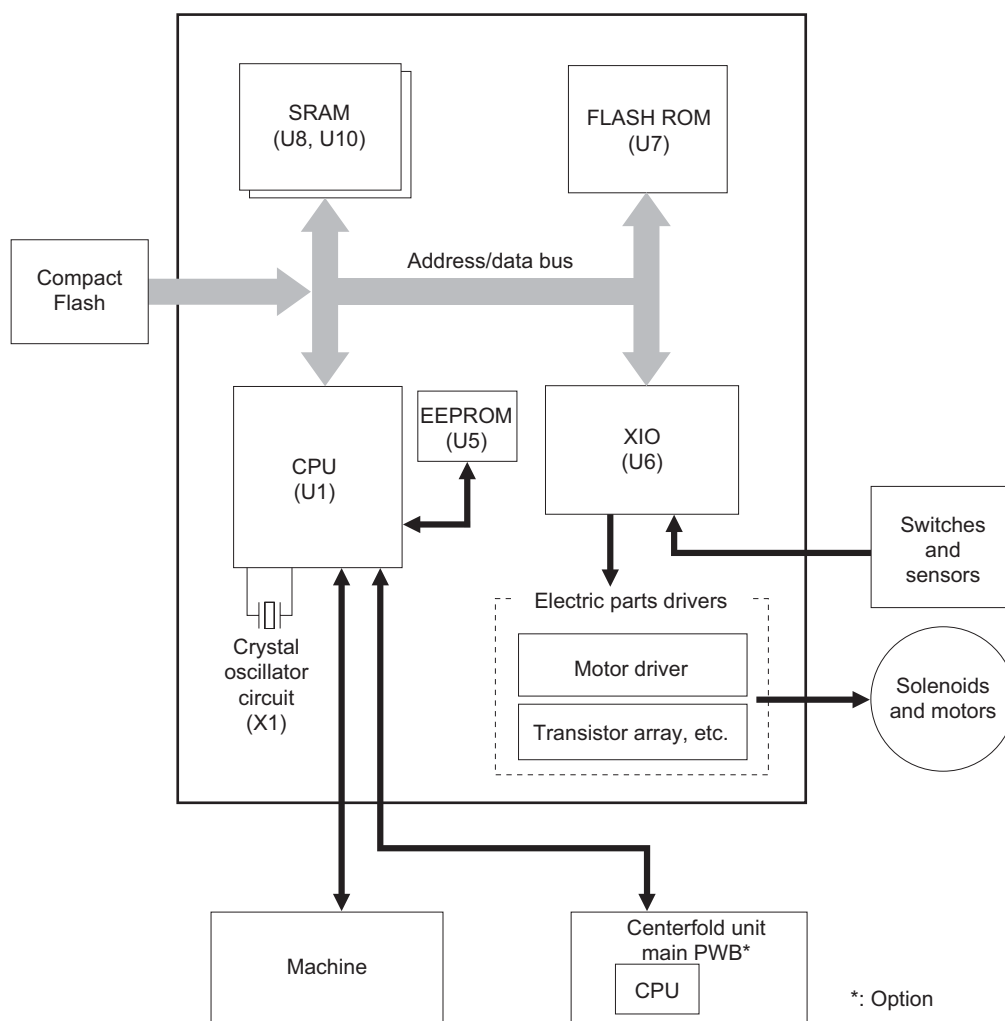 SRAM
(U8, U10)
FLASH ROM
(U7)
Compact
Flash
Address/data bus
CPU
(U1)
EEPROM
(U5)
XIO
(U6)
Switches
and
sensors
Crystal
oscillator
circuit
(X1)
Electric parts drivers
Motor driver
Transistor array, etc.
Solenoids
and motors
Machine
Centerfold unit
main PWB*
CPU
*: Option